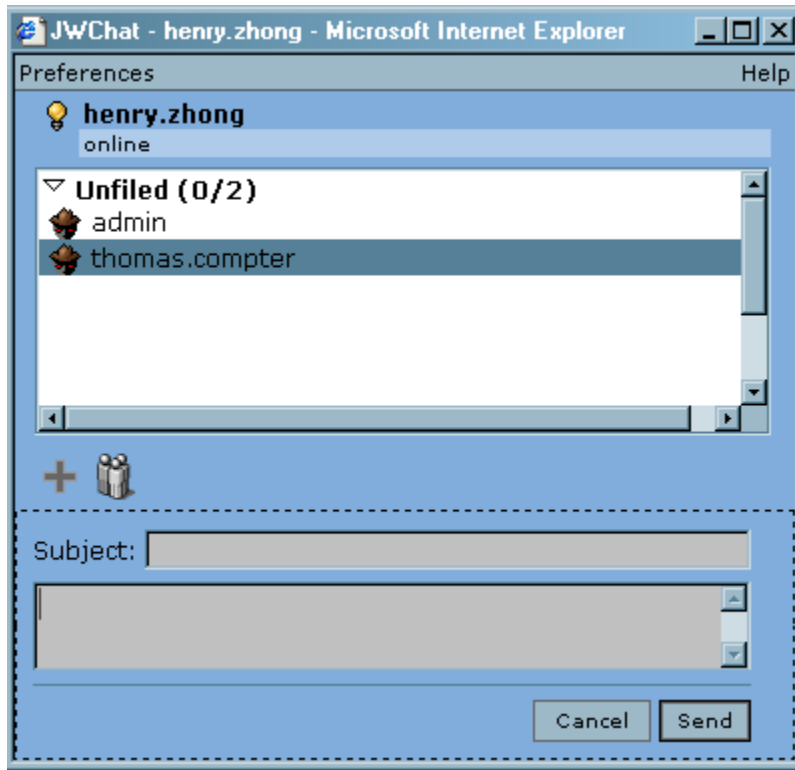 JWChat - henry.zhong - Microsoft Internet Explorer
Preferences Help
henry.zhong
online
Unfiled (0/2)
admin
thomas.compter
Subject:
Cancel Send